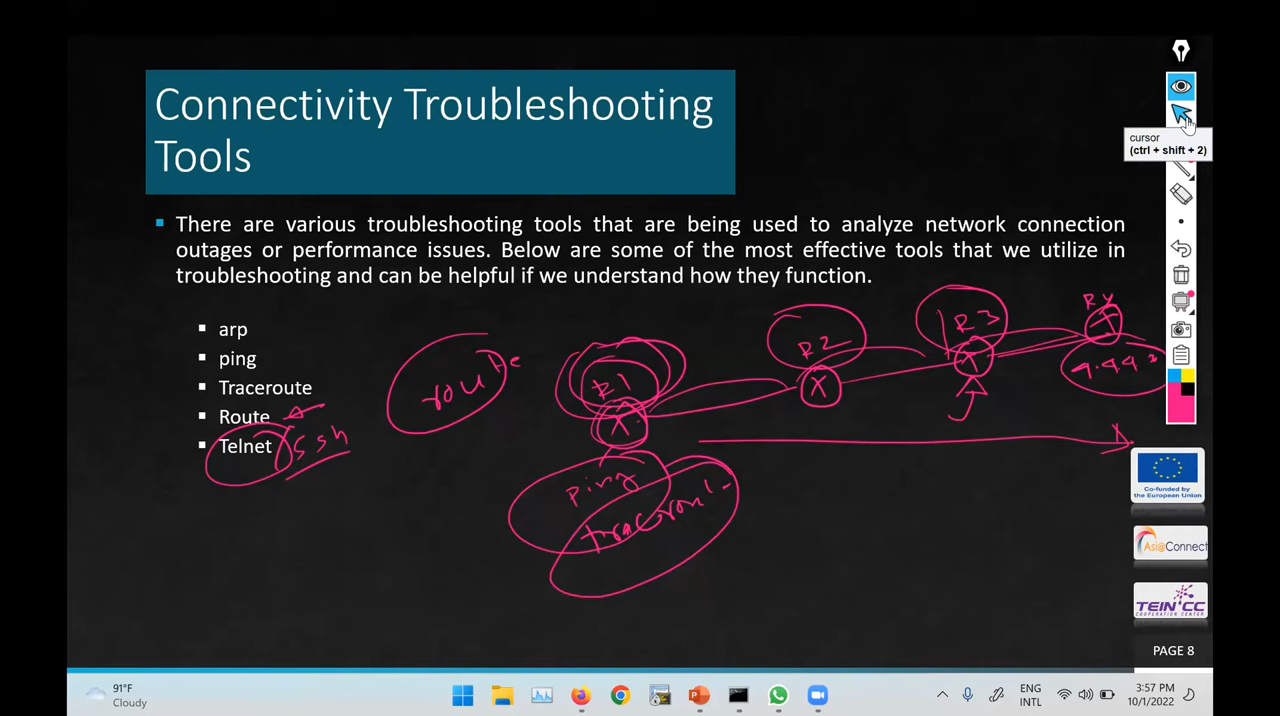 Connectivity Troubleshooting
Tools
cursor
(ctrl + shift + 2)
There are various troubleshooting tools that are being used to analyze network connection
outages or performance issues. Below are some of the most effective tools that we utilize in
troubleshooting and can be helpful if we understand how they function.
arp
ping
Traceroute
Route
Telnet
ssh
route
R1
R2
R3
R4
ping
Co-funded by
the European Union
Asi@Connect
TEIN*CC
COOPERATION CENTER
PAGE 8
91°F
Cloudy
ENG
INTL
3:57 PM
10/1/2022